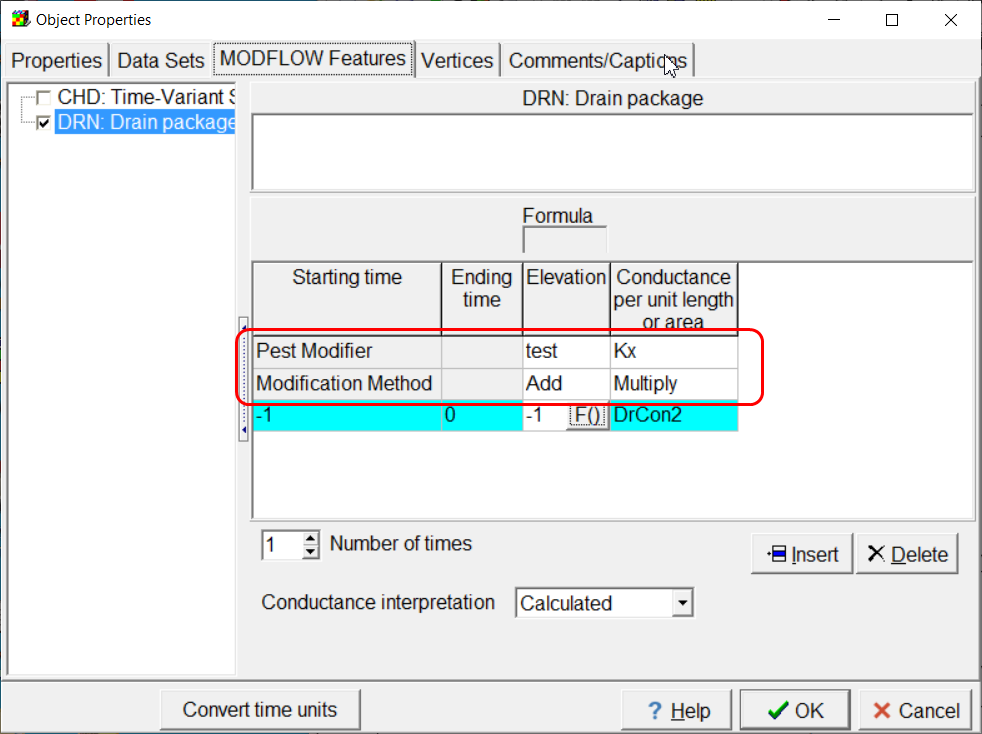 Object Properties
Properties Data Sets MODFLOW Features Vertices Comments/Captions
CHD: Time-Variant S
DRN: Drain package
DRN: Drain package
Formula
Starting time Ending time Elevation Conductance per unit length or area
Pest Modifier test Kx
Modification Method Add Multiply
-1 0 -1 F() DrCon2
1 Number of times
Insert Delete
Conductance interpretation Calculated
Convert time units ? Help OK Cancel